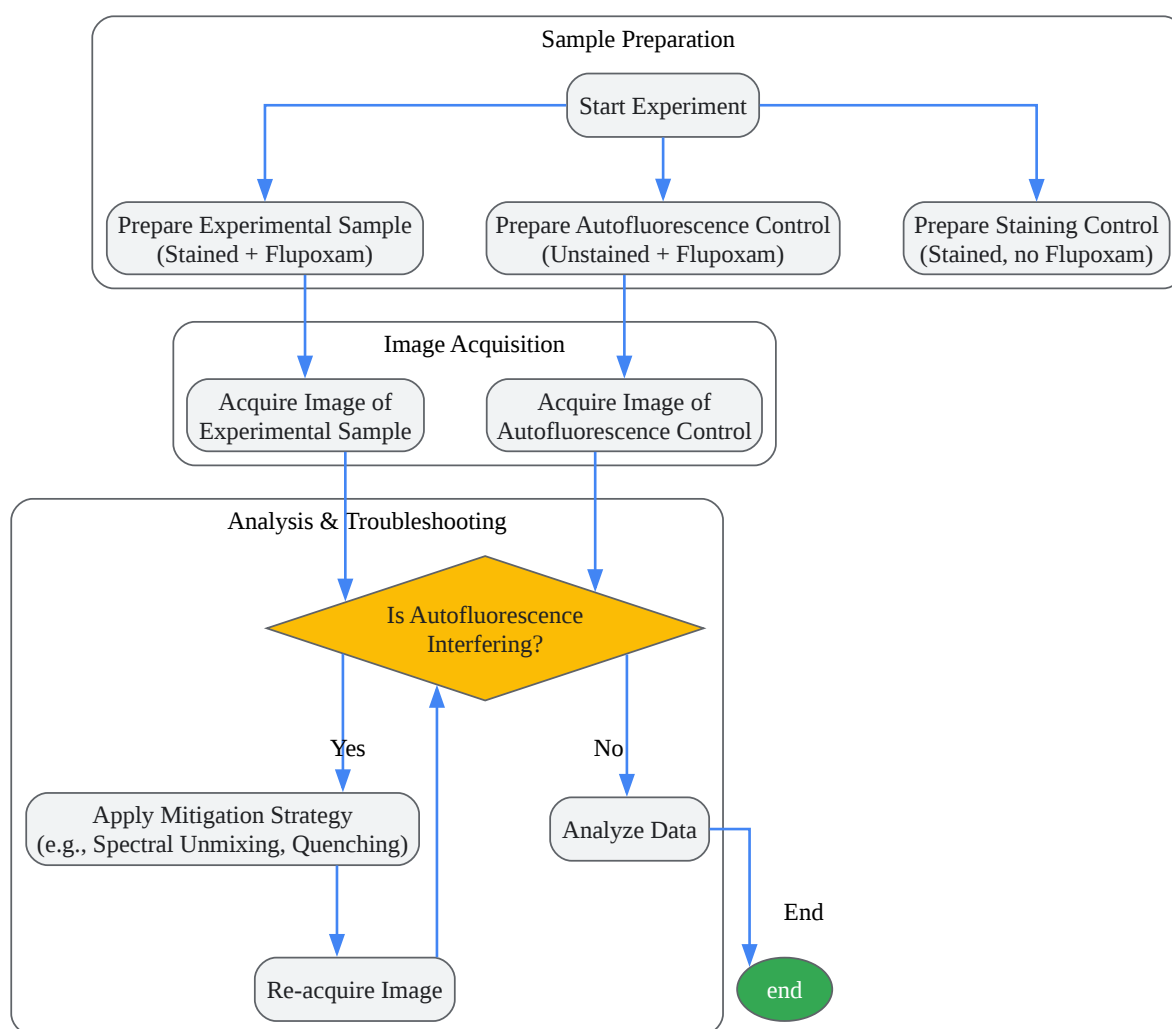 Sample Preparation
Start Experiment
Prepare Experimental Sample
(Stained + Flupoxam)
Prepare Autofluorescence Control
(Unstained + Flupoxam)
Prepare Staining Control
(Stained, no Flupoxam)
Image Acquisition
Acquire Image of
Experimental Sample
Acquire Image of
Autofluorescence Control
Analysis & Troubleshooting
Is Autofluorescence
Interfering?
Yes
No
Apply Mitigation Strategy
(e.g., Spectral Unmixing, Quenching)
Analyze Data
End
Re-acquire Image
end